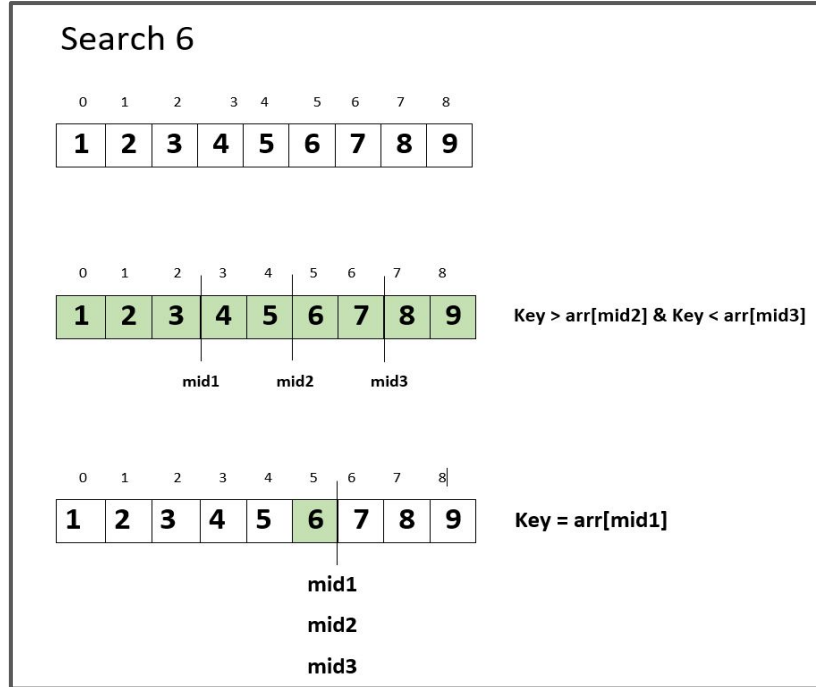 Search 6
0 1 2 3 4 5 6 7 8
1 2 3 4 5 6 7 8 9
0 1 2 3 4 5 6 7 8
1 2 3 4 5 6 7 8 9
Key > arr[mid2] & Key < arr[mid3]
mid1 mid2 mid3
0 1 2 3 4 5 6 7 8
1 2 3 4 5 6 7 8 9
Key = arr[mid1]
mid1
mid2
mid3